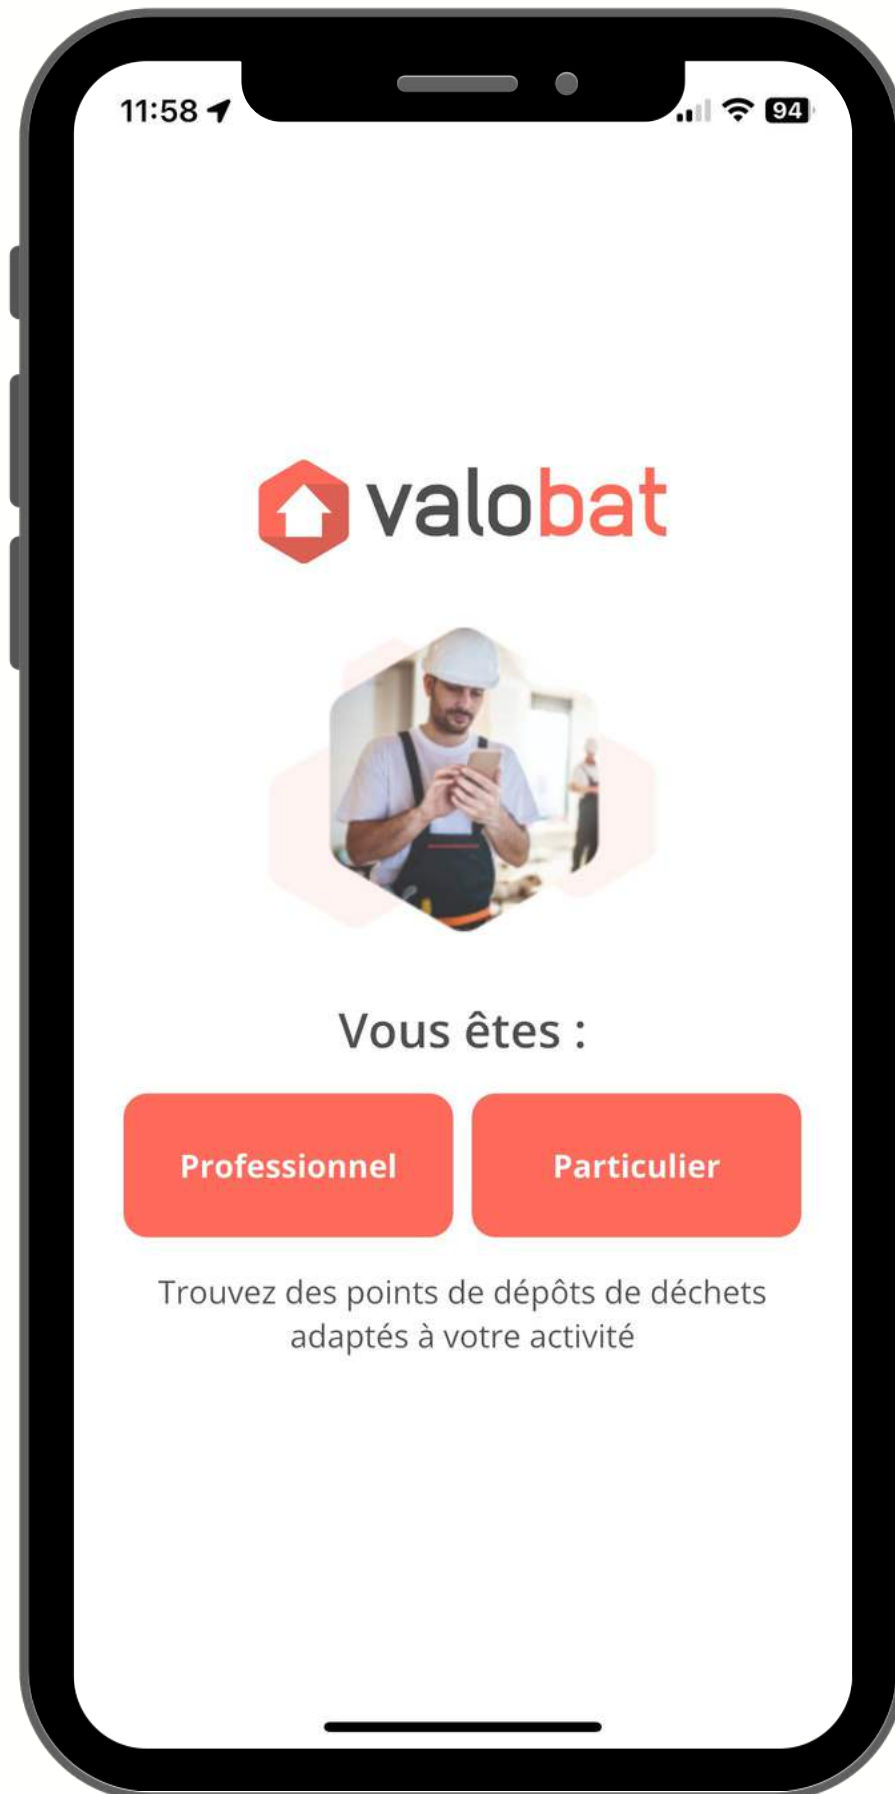 11:58
94
valobat
Vous êtes :
Professionnel
Particulier
Trouvez des points de dépôts de déchets
adaptés à votre activité